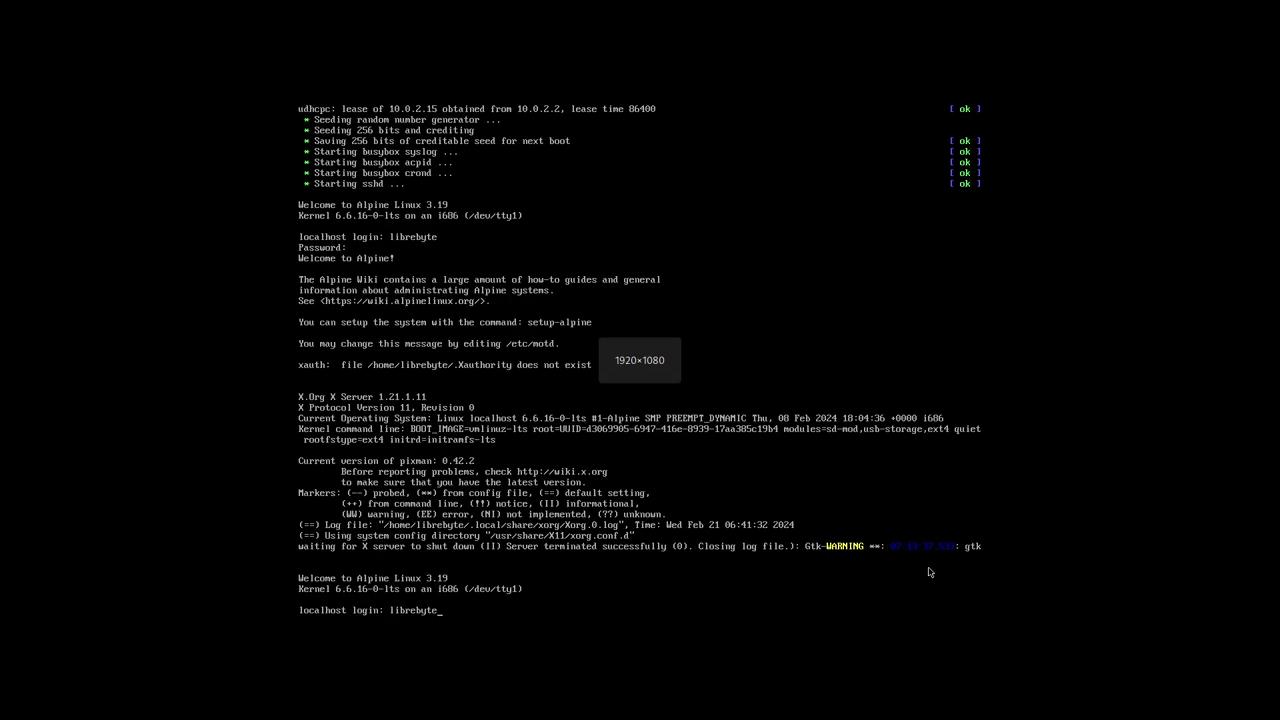 udhcpc: lease of 10.0.2.15 obtained from 10.0.2.2, lease time 86400 [ ok ]
* Seeding random number generator ...
* Seeding 256 bits and crediting
* Saving 256 bits of creditable seed for next boot [ ok ]
* Starting busybox syslog ... [ ok ]
* Starting busybox acpid ... [ ok ]
* Starting busybox crond ... [ ok ]
* Starting sshd ... [ ok ]
Welcome to Alpine Linux 3.19
Kernel 6.6.16-0-lts on an i686 (/dev/tty1)
localhost login: librebyte
Password:
Welcome to Alpine!
The Alpine Wiki contains a large amount of how-to guides and general
information about administrating Alpine systems.
See <https://wiki.alpinelinux.org/>.
You can setup the system with the command: setup-alpine
You may change this message by editing /etc/motd.
1920×1080
xauth: file /home/librebyte/.Xauthority does not exist
X.Org X Server 1.21.1.11
X Protocol Version 11, Revision 0
Current Operating System: Linux localhost 6.6.16-0-lts #1-Alpine SMP PREEMPT_DYNAMIC Thu, 08 Feb 2024 18:04:36 +0000 i686
Kernel command line: BOOT_IMAGE=vmlinuz-lts root=UUID=d3069905-6947-416e-8939-17aa385c19b4 modules=sd-mod,usb-storage,ext4 quiet
rootfstype=ext4 initrd=initramfs-lts
Current version of pixman: 0.42.2
Before reporting problems, check http://wiki.x.org
to make sure that you have the latest version.
Markers: (--) probed, (**) from config file, (==) default setting,
(++) from command line, (!!) notice, (II) informational,
(WW) warning, (EE) error, (NI) not implemented, (??) unknown.
(==) Log file: "/home/librebyte/.local/share/xorg/Xorg.0.log", Time: Wed Feb 21 06:41:32 2024
(==) Using system config directory "/usr/share/X11/xorg.conf.d"
waiting for X server to shut down (II) Server terminated successfully (0). Closing log file.): Gtk-WARNING **: : gtk
Welcome to Alpine Linux 3.19
Kernel 6.6.16-0-lts on an i686 (/dev/tty1)
localhost login: librebyte_